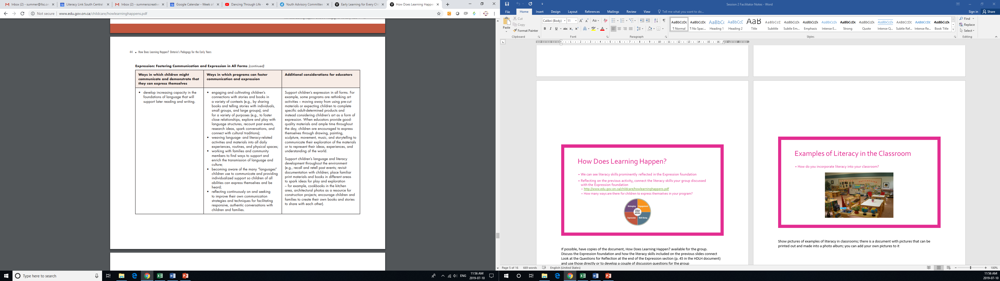 Inbox (2) - summer@llsc.on
Literacy Link South Central
Inbox (2) - summerscreative
Google Calendar - Week of
Dancing Through Life -
Youth Advisory Committee
Early Learning for Every Chi
How Does Learning Happen
Not secure | www.edu.gov.on.ca/childcare/howlearninghappens.pdf
44 • How Does Learning Happen? Ontario's Pedagogy for the Early Years
Expression: Fostering Communication and Expression in All Forms (continued)
Ways in which children might
communicate and demonstrate that
they can express themselves
• develop increasing capacity in the
foundations of language that will
support later reading and writing.
Ways in which programs can foster
communication and expression
• engaging and cultivating children's
connections with stories and books in
a variety of contexts (e.g., by sharing
books and telling stories with individuals,
small groups, and large groups), and
for a variety of purposes (e.g., to foster
close relationships, explore and play with
language structures, recount past events,
research ideas, spark conversations, and
connect with cultural traditions);
• weaving language- and literacy-related
activities and materials into all daily
experiences, routines, and physical spaces;
• working with families and community
members to find ways to support and
enrich the transmission of language and
culture;
• becoming aware of the many "languages"
children use to communicate and providing
individualized support so children of all
abilities can express themselves and be
heard;
• reflecting continuously on and seeking
to improve their own communication
strategies and techniques for facilitating
responsive, authentic conversations with
children and families.
Additional considerations for educators
Support children's expression in all forms. For
example, some programs are rethinking art
activities – moving away from using pre-cut
materials or expecting children to complete
specific adult-determined products and
instead considering children's art as a form of
expression. When educators provide good-
quality materials and ample time throughout
the day, children are encouraged to express
themselves through drawing, painting,
sculpture, movement, music, and storytelling to
communicate their exploration of the materials
or to represent their ideas, experiences, and
understanding of the world.
Support children's language and literacy
development throughout the environment
(e.g., recall and retell past events; revisit
documentation with children; place familiar
print materials and books in different areas
to spark ideas for play and exploration
– for example, cookbooks in the kitchen
area, architectural photos as a resource for
construction projects; encourage children and
families to create their own books and stories
to share with each other).
Type here to search
ENG
11:56 AM
2019-07-10
Session 2 Facilitator Notes - Word
Sign in
Share
File
Home
Insert
Design
Layout
References
Mailings
Review
View
Tell me what you want to do...
Paste
Cut
Copy
Format Painter
Clipboard
Calibri (Body)
11
Font
Paragraph
AaBbCcDc
¶ Normal
AaBbCcDc
¶ No Spac...
AaBbCc
Heading 1
AaBbCcC
Heading 2
AaB
Title
AaBbCcC
Subtitle
AaBbCcDc
Subtle Em...
AaBbCcDc
Emphasis
AaBbCcDc
Intense E...
AaBbCcDc
Strong
AaBbCcDc
Quote
AaBbCcDc
Intense Q...
AaBbCcDc
Subtle Ref...
AaBbCcDc
Intense Re...
AaBbCcDc
Book Title
Styles
Find
Replace
Select
Editing
How Does Learning Happen?
• We can see literacy skills prominently reflected in the Expression foundation
• Reflecting on the previous activity, connect the literacy skills your group discussed
with the Expression foundation
• http://www.edu.gov.on.ca/childcare/howlearninghappens.pdf
• How many ways are there for children to express themselves in your program?
Belonging
Engagement
Children
Families
Educators
Expression
Well-Being
If possible, have copies of the document, How Does Learning Happen? available for the group.
Discuss the Expression foundation and how the literacy skills included on the previous slides connect
Look at the Questions for Reflection at the end of the Expression section (p. 45 in the HDLH document)
and use those directly or to develop a couple of discussion questions for the group
Examples of Literacy in the Classroom
• How do you incorporate literacy into your classroom?
Show pictures of examples of literacy in classrooms; there is a document with pictures that can be
printed out and made into a photo album; you can add your own pictures to it
Page 5 of 16
669 words
English (United States)
100%
11:56 AM
2019-07-10